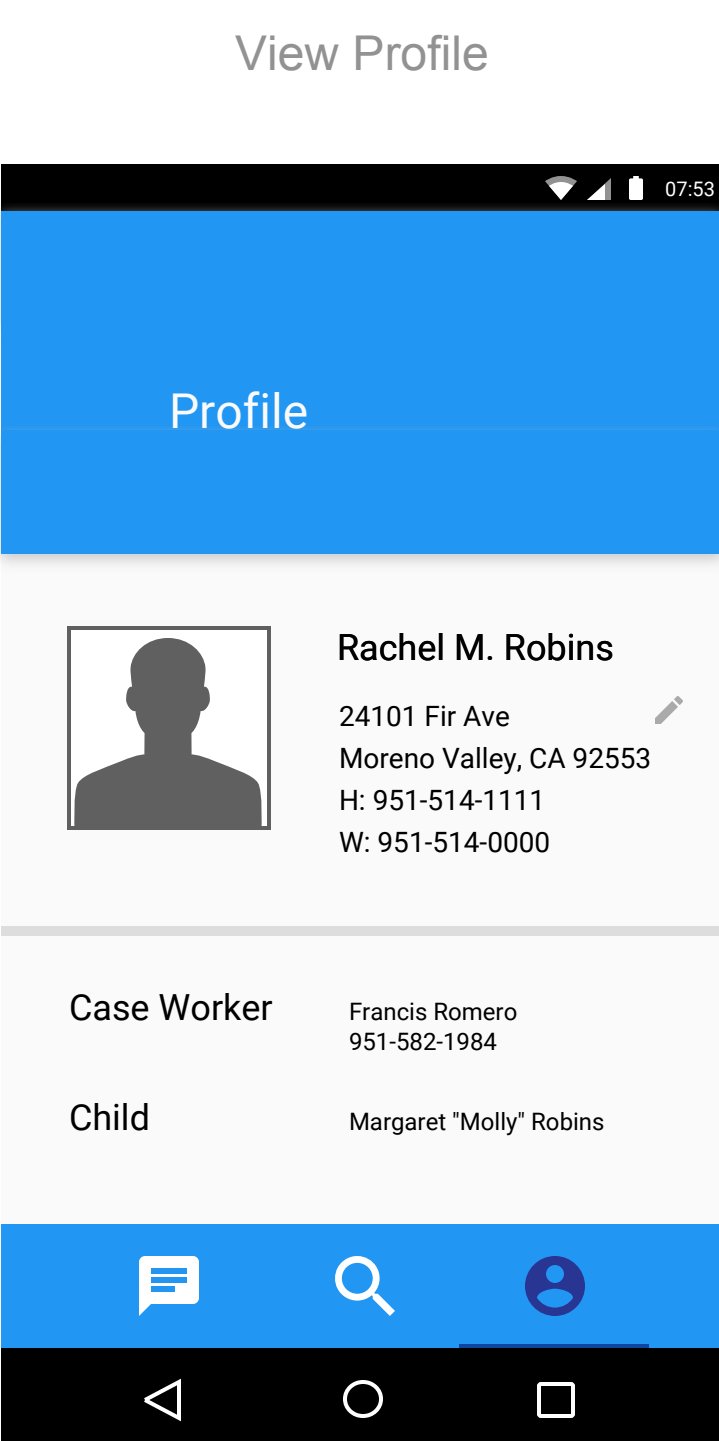 View Profile
07:53
Profile
Rachel M. Robins
24101 Fir Ave
Moreno Valley, CA 92553
H: 951-514-1111
W: 951-514-0000
Case Worker
Francis Romero
951-582-1984
Child
Margaret "Molly" Robins